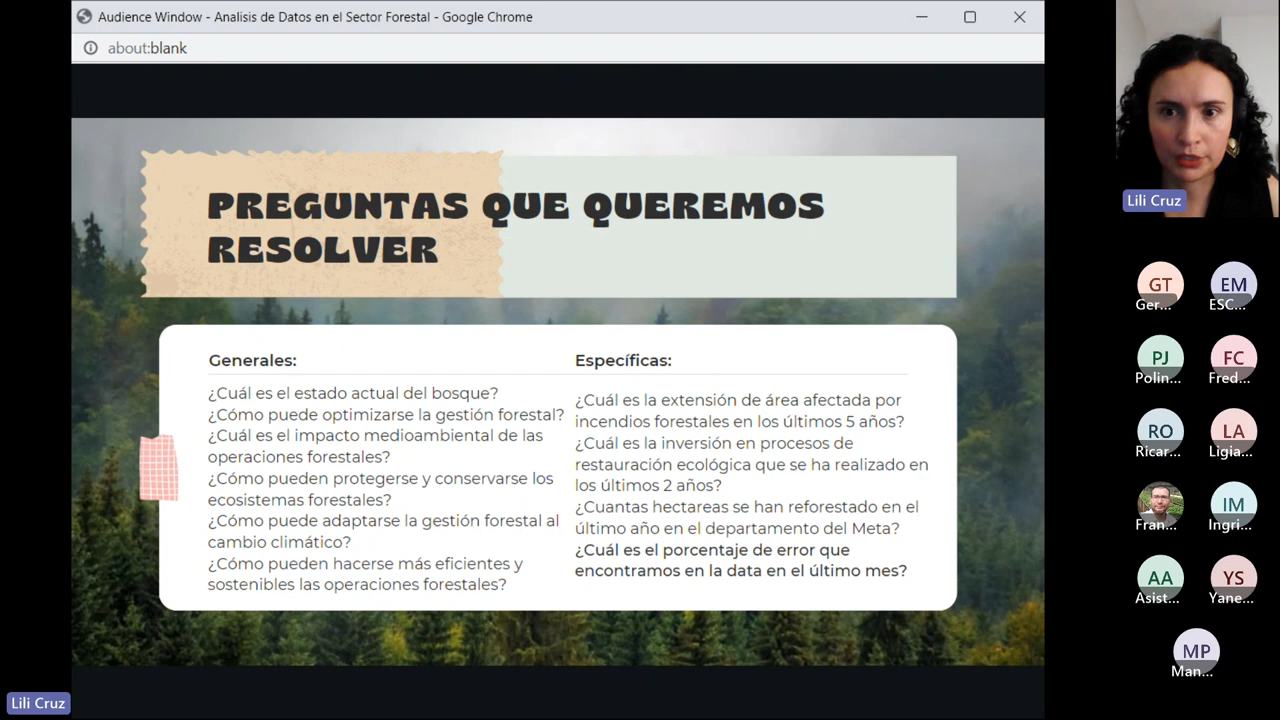 Audience Window - Analisis de Datos en el Sector Forestal - Google Chrome
about:blank
PREGUNTAS QUE QUEREMOS
RESOLVER
Generales:
¿Cuál es el estado actual del bosque?
¿Cómo puede optimizarse la gestión forestal?
¿Cuál es el impacto medioambiental de las
operaciones forestales?
¿Cómo pueden protegerse y conservarse los
ecosistemas forestales?
¿Cómo puede adaptarse la gestión forestal al
cambio climático?
¿Cómo pueden hacerse más eficientes y
sostenibles las operaciones forestales?
Específicas:
¿Cuál es la extensión de área afectada por
incendios forestales en los últimos 5 años?
¿Cuál es la inversión en procesos de
restauración ecológica que se ha realizado en
los últimos 2 años?
¿Cuantas hectareas se han reforestado en el
último año en el departamento del Meta?
¿Cuál es el porcentaje de error que
encontramos en la data en el último mes?
Lili Cruz
GT
Ger...
EM
ESC...
PJ
Polin...
FC
Fred...
RO
Ricar...
LA
Ligia...
Fran...
IM
Ingri...
AA
Asist...
YS
Yane...
MP
Man...
Lili Cruz